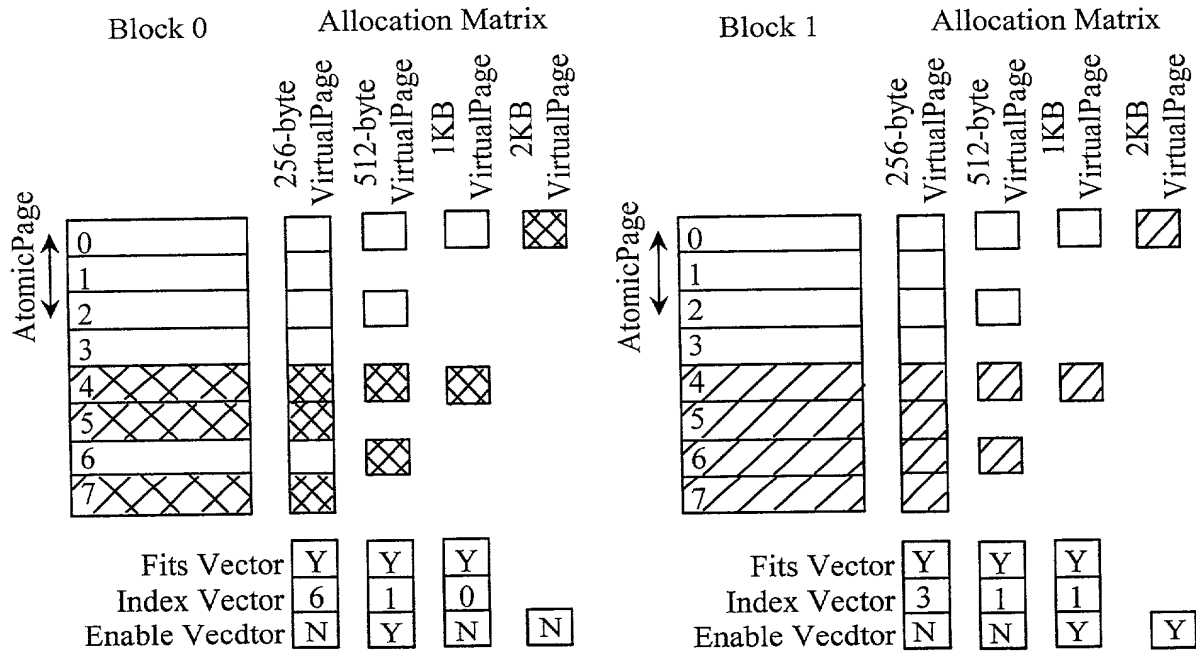 Block 0
Allocation Matrix
256-byte
VirtualPage
512-byte
VirtualPage
1KB
VirtualPage
2KB
VirtualPage
AtomicPage
0
1
2
3
4
5
6
7
Fits Vector Y Y Y
Index Vector 6 1 0
Enable Vecdtor N Y N N
Block 1
Allocation Matrix
256-byte
VirtualPage
512-byte
VirtualPage
1KB
VirtualPage
2KB
VirtualPage
AtomicPage
0
1
2
3
4
5
6
7
Fits Vector Y Y Y
Index Vector 3 1 1
Enable Vecdtor N N Y Y